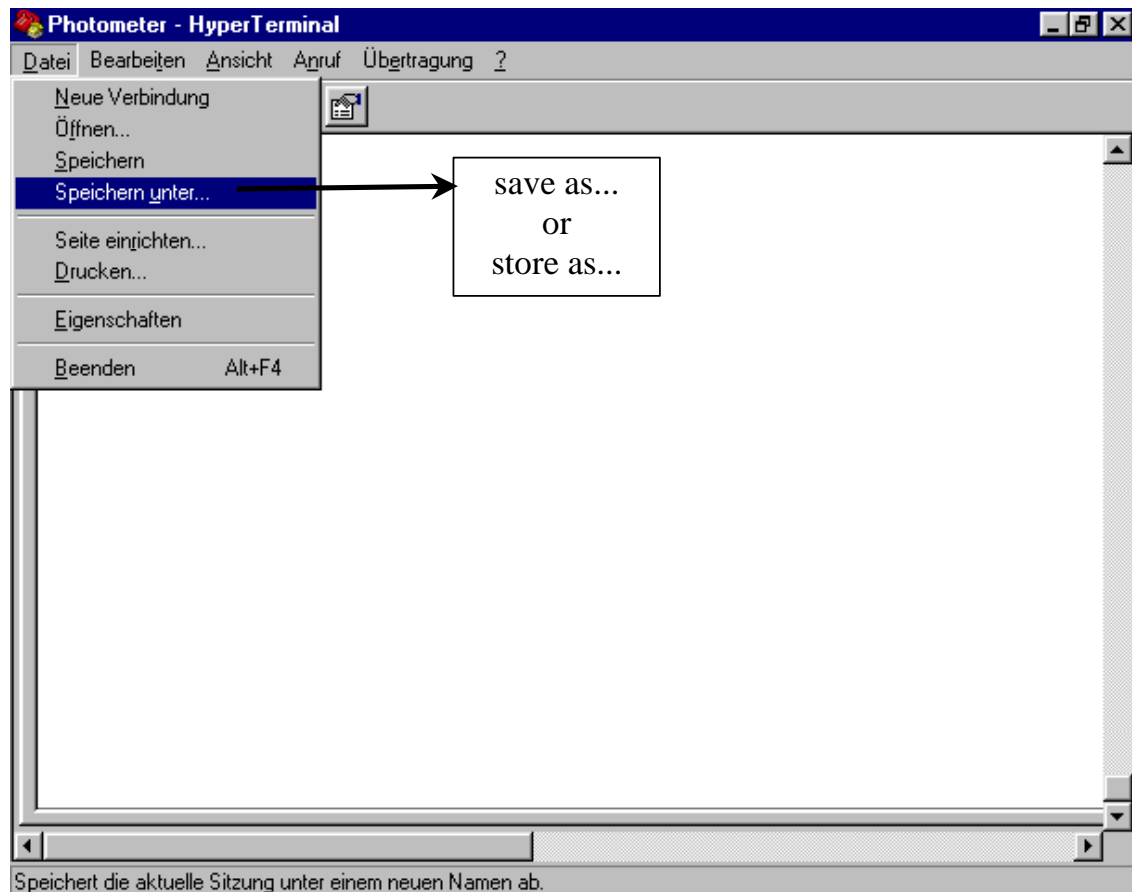 Photometer - HyperTerminal
Datei Bearbeiten Ansicht Anruf Übertragung ?
Neue Verbindung
Öffnen...
Speichern
Speichern unter...
save as...
or
store as...
Seite einrichten...
Drucken...
Eigenschaften
Beenden Alt+F4
Speichert die aktuelle Sitzung unter einem neuen Namen ab.